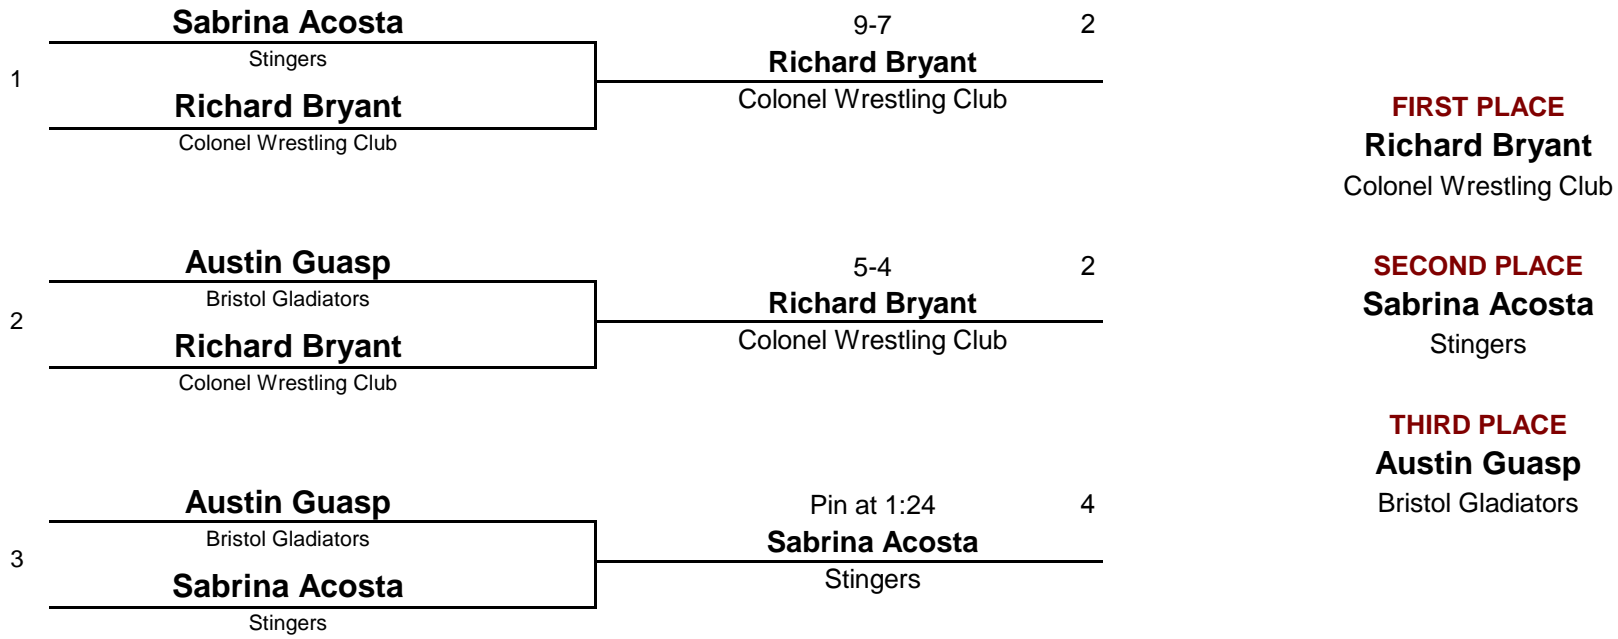 Sabrina Acosta
Stingers
1
Richard Bryant
Colonel Wrestling Club
9-7 2
Richard Bryant
Colonel Wrestling Club
Austin Guasp
Bristol Gladiators
2
Richard Bryant
Colonel Wrestling Club
5-4 2
Richard Bryant
Colonel Wrestling Club
Austin Guasp
Bristol Gladiators
3
Sabrina Acosta
Stingers
Pin at 1:24 4
Sabrina Acosta
Stingers
FIRST PLACE
Richard Bryant
Colonel Wrestling Club
SECOND PLACE
Sabrina Acosta
Stingers
THIRD PLACE
Austin Guasp
Bristol Gladiators